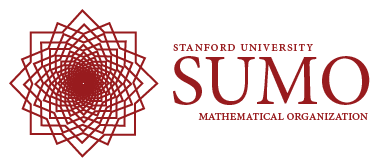 STANFORD UNIVERSITY
SUMO
MATHEMATICAL ORGANIZATION